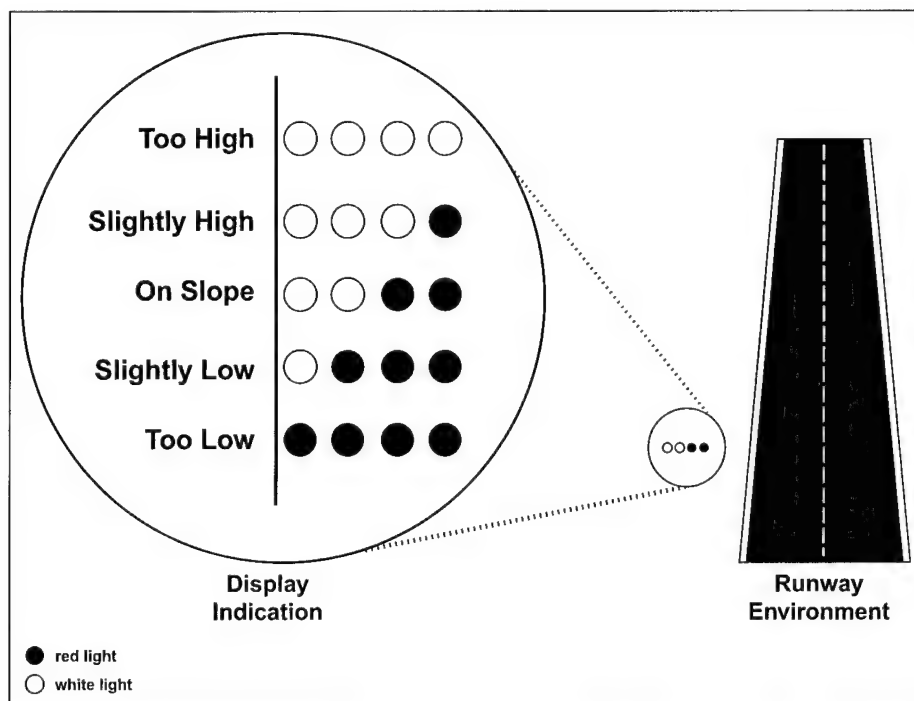 Too High
Slightly High
On Slope
Slightly Low
Too Low
Display
Indication
Runway
Environment
red light
white light